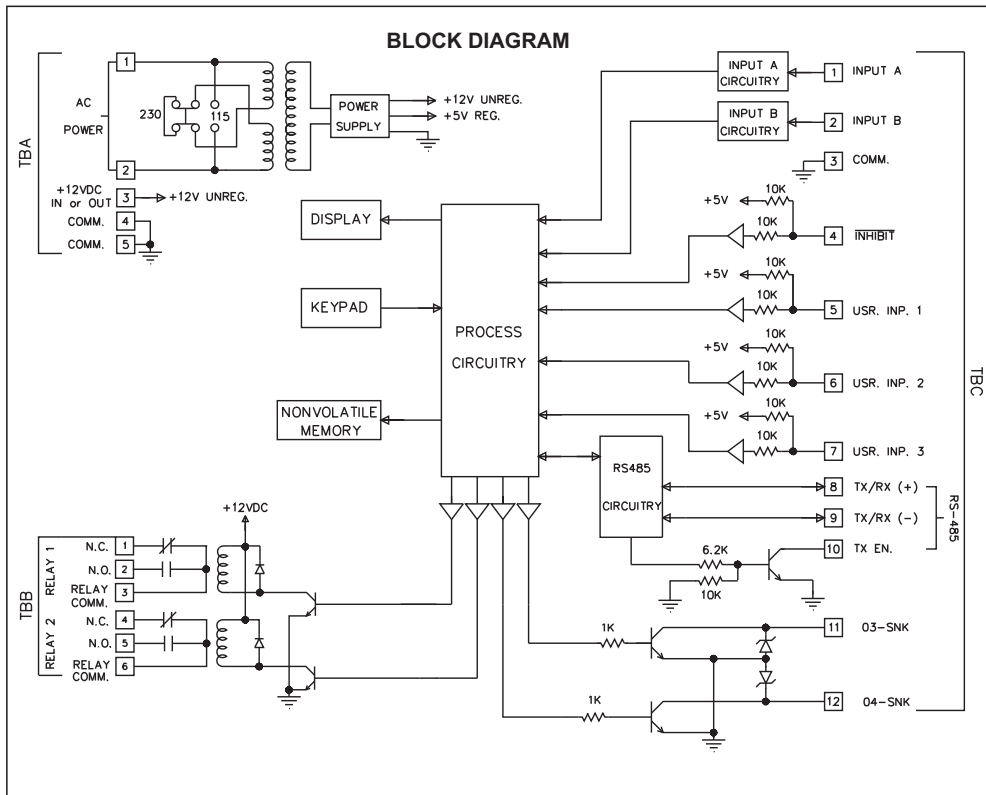 BLOCK DIAGRAM
TBA
AC
POWER
1
2
230
115
POWER
SUPPLY
+12V UNREG.
+5V REG.
+12VDC
IN or OUT
3
+12V UNREG.
COMM.
4
COMM.
5
DISPLAY
KEYPAD
NONVOLATILE
MEMORY
PROCESS
CIRCUITRY
INPUT A
CIRCUITRY
1
INPUT A
INPUT B
CIRCUITRY
2
INPUT B
3
COMM.
10K
+5V
10K
4
INHIBIT
10K
+5V
10K
5
USR. INP. 1
10K
+5V
10K
6
USR. INP. 2
10K
+5V
10K
7
USR. INP. 3
TBC
RS485
CIRCUITRY
8
TX/RX (+)
9
TX/RX (-)
10
TX EN.
RS-485
6.2K
10K
1K
11
03-SNK
1K
12
04-SNK
+12VDC
TBB
RELAY 1
N.C.
1
N.O.
2
RELAY
COMM.
3
RELAY 2
N.C.
4
N.O.
5
RELAY
COMM.
6